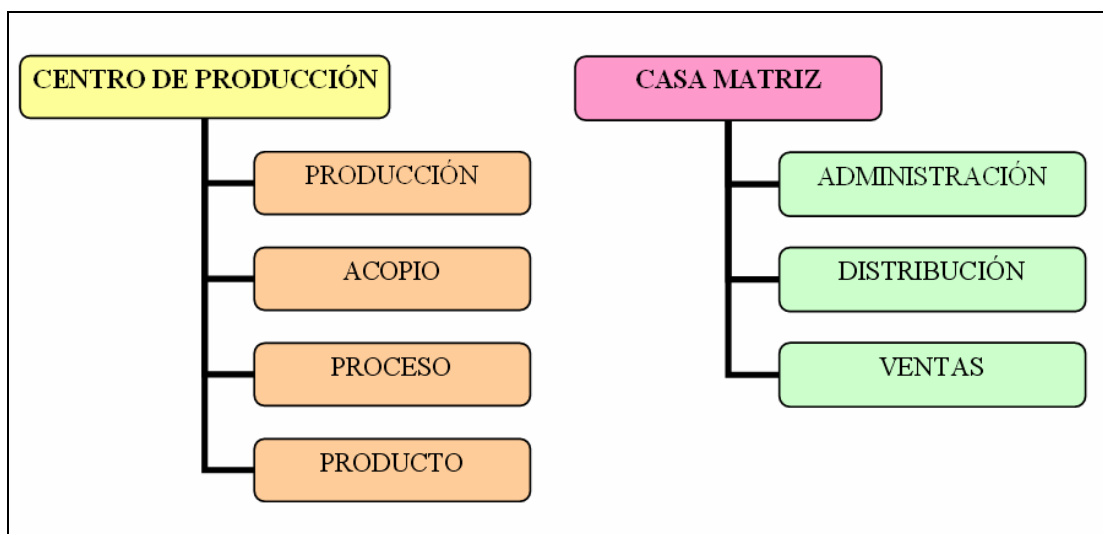 CENTRO DE PRODUCCIÓN
PRODUCCIÓN
ACOPIO
PROCESO
PRODUCTO
CASA MATRIZ
ADMINISTRACIÓN
DISTRIBUCIÓN
VENTAS